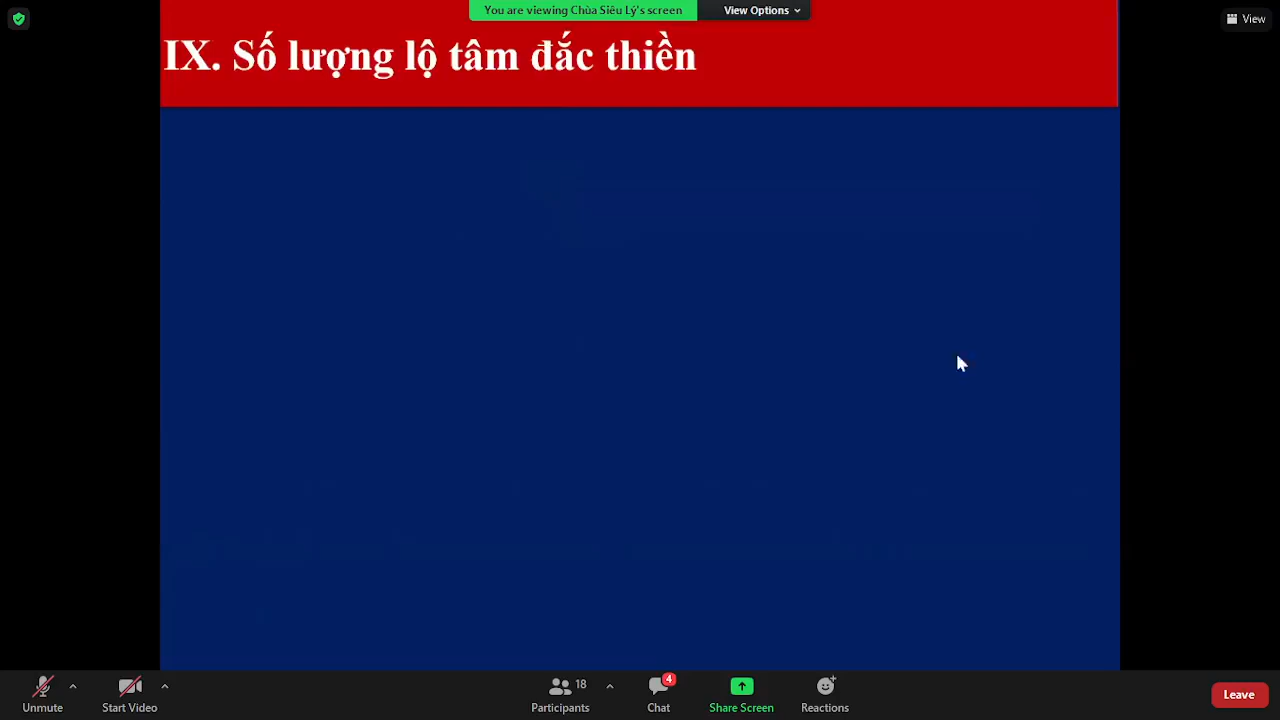 You are viewing Chùa Siêu Lý's screen
View Options
View
IX. Số lượng lộ tâm đắc thiền
Unmute
Start Video
18
Participants
4
Chat
Share Screen
Reactions
Leave